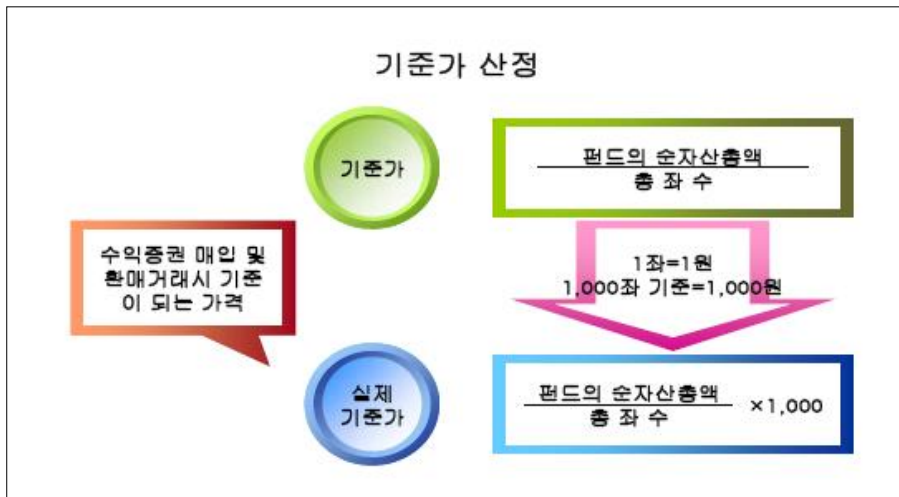 기준가 산정
기준가
펀드의 순자산총액
총 좌 수
수익증권 매입 및
환매거래시 기준
이 되는 가격
1좌=1원
1,000좌 기준=1,000원
실제
기준가
펀드의 순자산총액
총 좌 수
×1,000